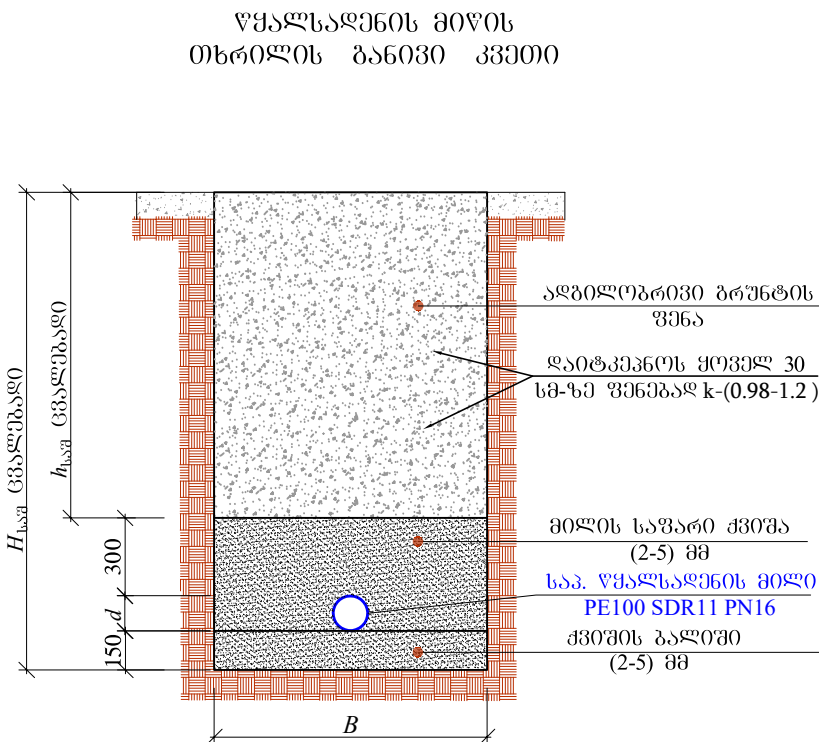 წყალსადენის მიწის
თხრილის განივი კვეთი
ადგილობრივი გრუნტის
ფენა
დაიტკეპნოს ყოველ 30
სმ-ზე ფენებად k-(0.98-1.2 )
მილის საფარი ქვიშა
(2-5) მმ
საპ. წყალსადენის მილი
PE100 SDR11 PN16
ქვიშის ბალიში
(2-5) მმ
Hსაშ ცვალებადი
hსაშ ცვალებადი
300
d
150
B